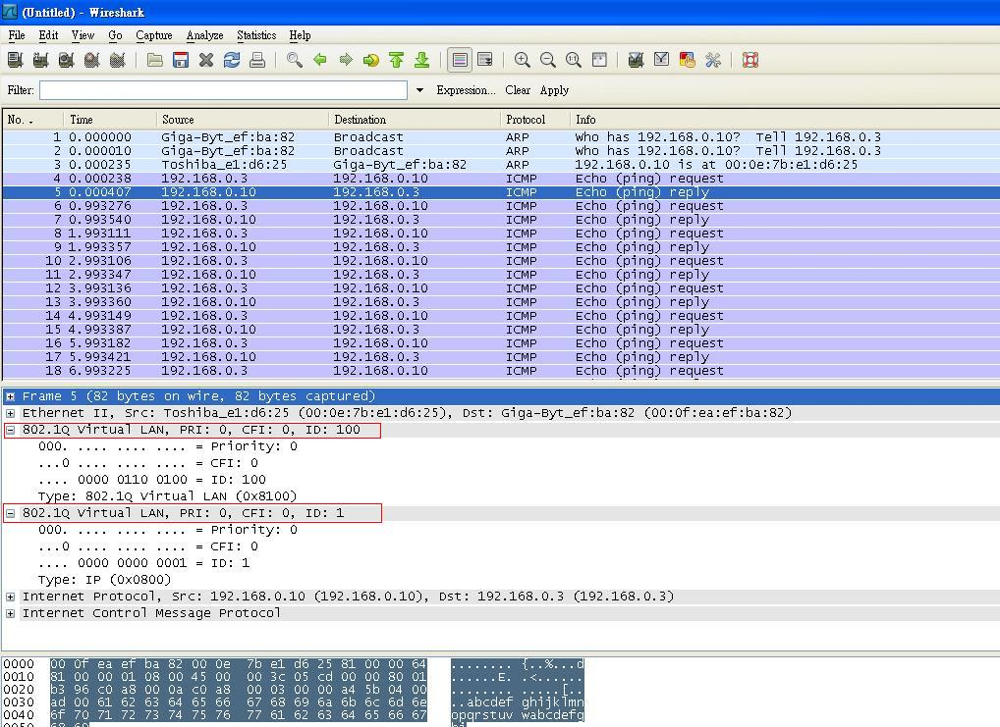 (Untitled) - Wireshark
File Edit View Go Capture Analyze Statistics Help
Filter: Expression... Clear Apply
No. . Time Source Destination Protocol Info
1 0.000000 Giga-Byt_ef:ba:82 Broadcast ARP Who has 192.168.0.10? Tell 192.168.0.3
2 0.000010 Giga-Byt_ef:ba:82 Broadcast ARP Who has 192.168.0.10? Tell 192.168.0.3
3 0.000235 Toshiba_e1:d6:25 Giga-Byt_ef:ba:82 ARP 192.168.0.10 is at 00:0e:7b:e1:d6:25
4 0.000238 192.168.0.3 192.168.0.10 ICMP Echo (ping) request
5 0.000407 192.168.0.10 192.168.0.3 ICMP Echo (ping) reply
6 0.993276 192.168.0.3 192.168.0.10 ICMP Echo (ping) request
7 0.993540 192.168.0.10 192.168.0.3 ICMP Echo (ping) reply
8 1.993111 192.168.0.3 192.168.0.10 ICMP Echo (ping) request
9 1.993357 192.168.0.10 192.168.0.3 ICMP Echo (ping) reply
10 2.993106 192.168.0.3 192.168.0.10 ICMP Echo (ping) request
11 2.993347 192.168.0.10 192.168.0.3 ICMP Echo (ping) reply
12 3.993136 192.168.0.3 192.168.0.10 ICMP Echo (ping) request
13 3.993360 192.168.0.10 192.168.0.3 ICMP Echo (ping) reply
14 4.993149 192.168.0.3 192.168.0.10 ICMP Echo (ping) request
15 4.993387 192.168.0.10 192.168.0.3 ICMP Echo (ping) reply
16 5.993182 192.168.0.3 192.168.0.10 ICMP Echo (ping) request
17 5.993421 192.168.0.10 192.168.0.3 ICMP Echo (ping) reply
18 6.993225 192.168.0.3 192.168.0.10 ICMP Echo (ping) request
Frame 5 (82 bytes on wire, 82 bytes captured)
Ethernet II, Src: Toshiba_e1:d6:25 (00:0e:7b:e1:d6:25), Dst: Giga-Byt_ef:ba:82 (00:0f:ea:ef:ba:82)
802.1Q Virtual LAN, PRI: 0, CFI: 0, ID: 100
000. .... .... .... = Priority: 0
...0 .... .... .... = CFI: 0
.... 0000 0110 0100 = ID: 100
Type: 802.1Q Virtual LAN (0x8100)
802.1Q Virtual LAN, PRI: 0, CFI: 0, ID: 1
000. .... .... .... = Priority: 0
...0 .... .... .... = CFI: 0
.... 0000 0000 0001 = ID: 1
Type: IP (0x0800)
Internet Protocol, Src: 192.168.0.10 (192.168.0.10), Dst: 192.168.0.3 (192.168.0.3)
Internet Control Message Protocol
0000 00 0f ea ef ba 82 00 0e 7b e1 d6 25 81 00 00 64 ........ {..%...d
0010 81 00 00 01 08 00 45 00 00 3c 05 cd 00 00 80 01 ......E. .<......
0020 b3 96 c0 a8 00 0a c0 a8 00 03 00 00 a4 5b 04 00 ........ .....[..
0030 ad 00 61 62 63 64 65 66 67 68 69 6a 6b 6c 6d 6e ..abcdef ghijklmn
0040 6f 70 71 72 73 74 75 76 77 61 62 63 64 65 66 67 opqrstuv wabcdefg